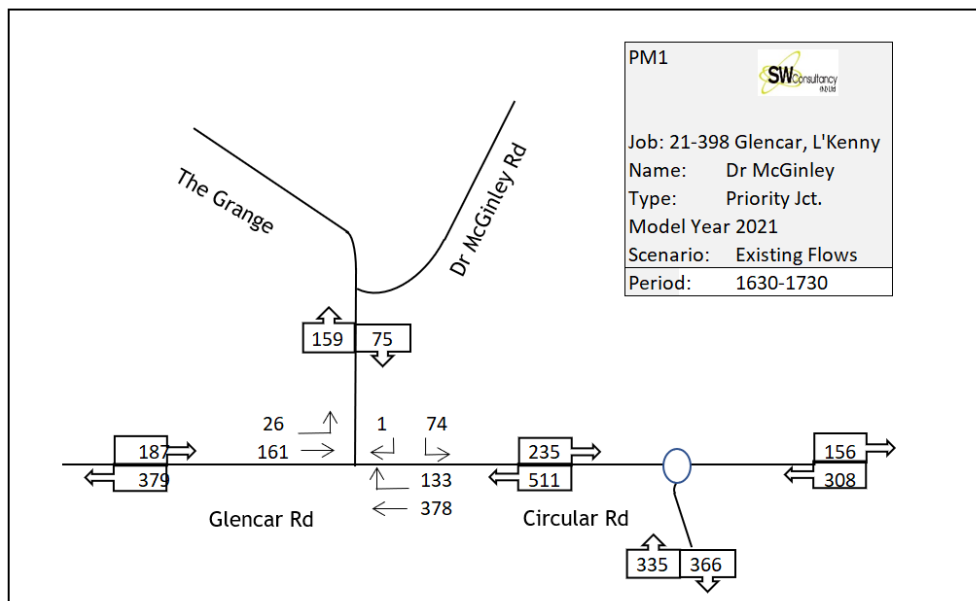 PM1
SW Consultancy
(NI) Ltd
Job: 21-398 Glencar, L'Kenny
Name: Dr McGinley
Type: Priority Jct.
Model Year 2021
Scenario: Existing Flows
Period: 1630-1730
The Grange
Dr McGinley Rd
159 75
26 1 74
187 161 235 156
379 133 511 308
378
Glencar Rd Circular Rd
335 366